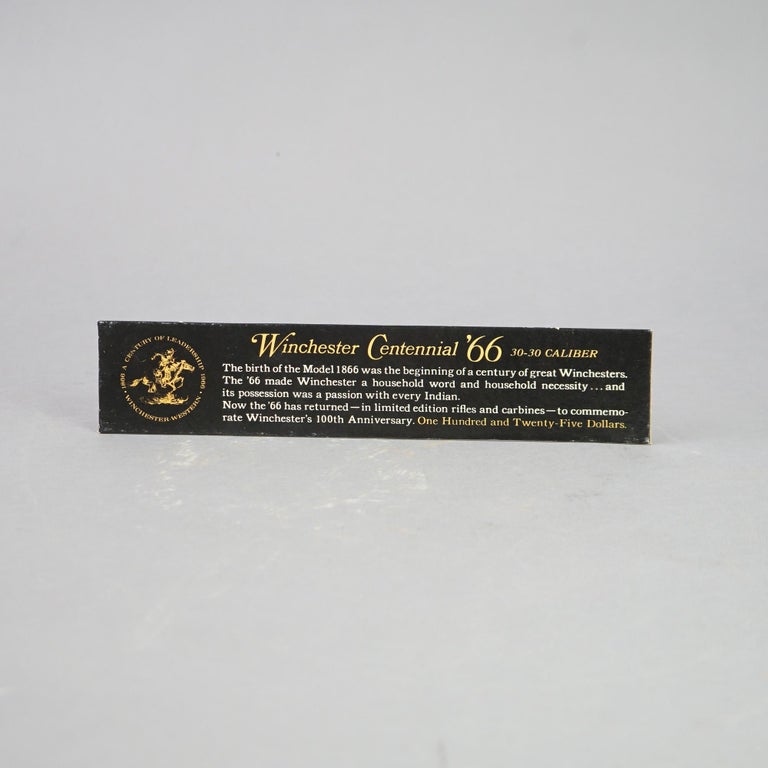 Winchester Centennial '66 30-30 CALIBER
The birth of the Model 1866 was the beginning of a century of great Winchesters.
The '66 made Winchester a household word and household necessity...and
its possession was a passion with every Indian.
Now the '66 has returned—in limited edition rifles and carbines—to commemo-
rate Winchester's 100th Anniversary. One Hundred and Twenty-Five Dollars.
1866 A CENTURY OF LEADERSHIP 1966
WINCHESTER-WESTERN